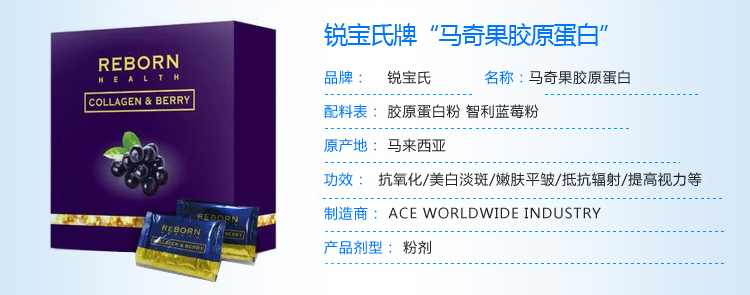 REBORN
HEALTH
COLLAGEN & BERRY
REBORN
COLLAGEN & BERRY
REBORN
COLLAGEN & BERRY
锐宝氏牌“马奇果胶原蛋白”
品牌： 锐宝氏 名称：马奇果胶原蛋白
配料表： 胶原蛋白粉 智利蓝莓粉
原产地： 马来西亚
功效： 抗氧化/美白淡斑/嫩肤平皱/抵抗辐射/提高视力等
制造商： ACE WORLDWIDE INDUSTRY
产品剂型： 粉剂